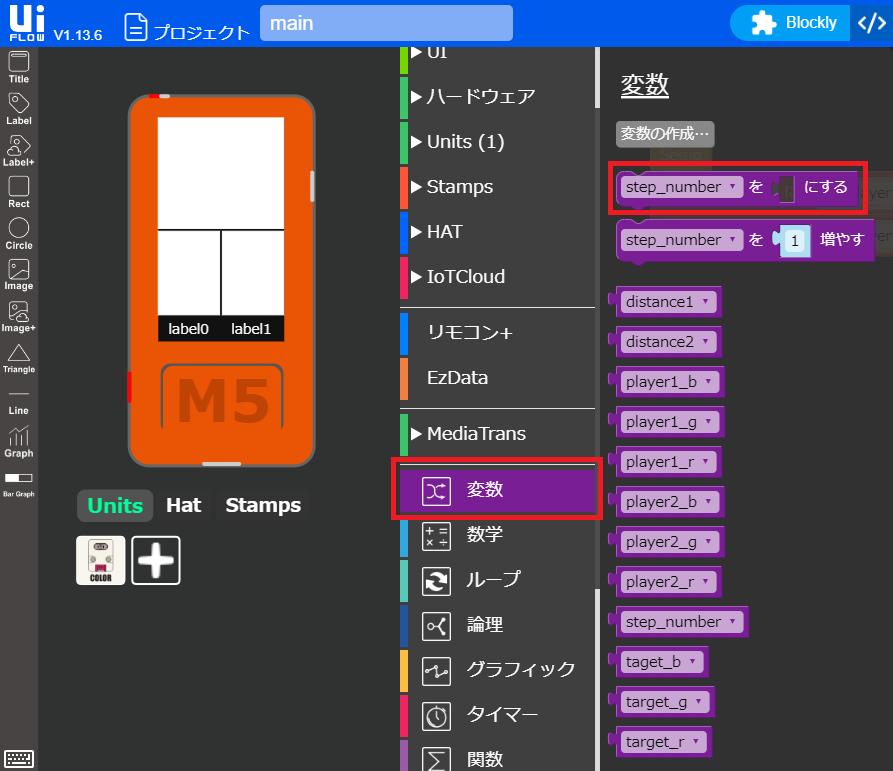 Ui
FLOW V1.13.6 プロジェクト main Blockly </>
Title
Label
Label+
Rect
Circle
Image
Image+
Triangle
Line
Graph
Bar Graph
label0 label1
M5
Units Hat Stamps
COLOR
UI
ハードウェア
Units (1)
Stamps
HAT
IoTCloud
リモコン+
EzData
MediaTrans
変数
数学
ループ
論理
グラフィック
タイマー
関数
変数
変数の作成…
step_number を にする
step_number を 1 増やす
distance1
distance2
player1_b
player1_g
player1_r
player2_b
player2_g
player2_r
step_number
taget_b
target_g
target_r